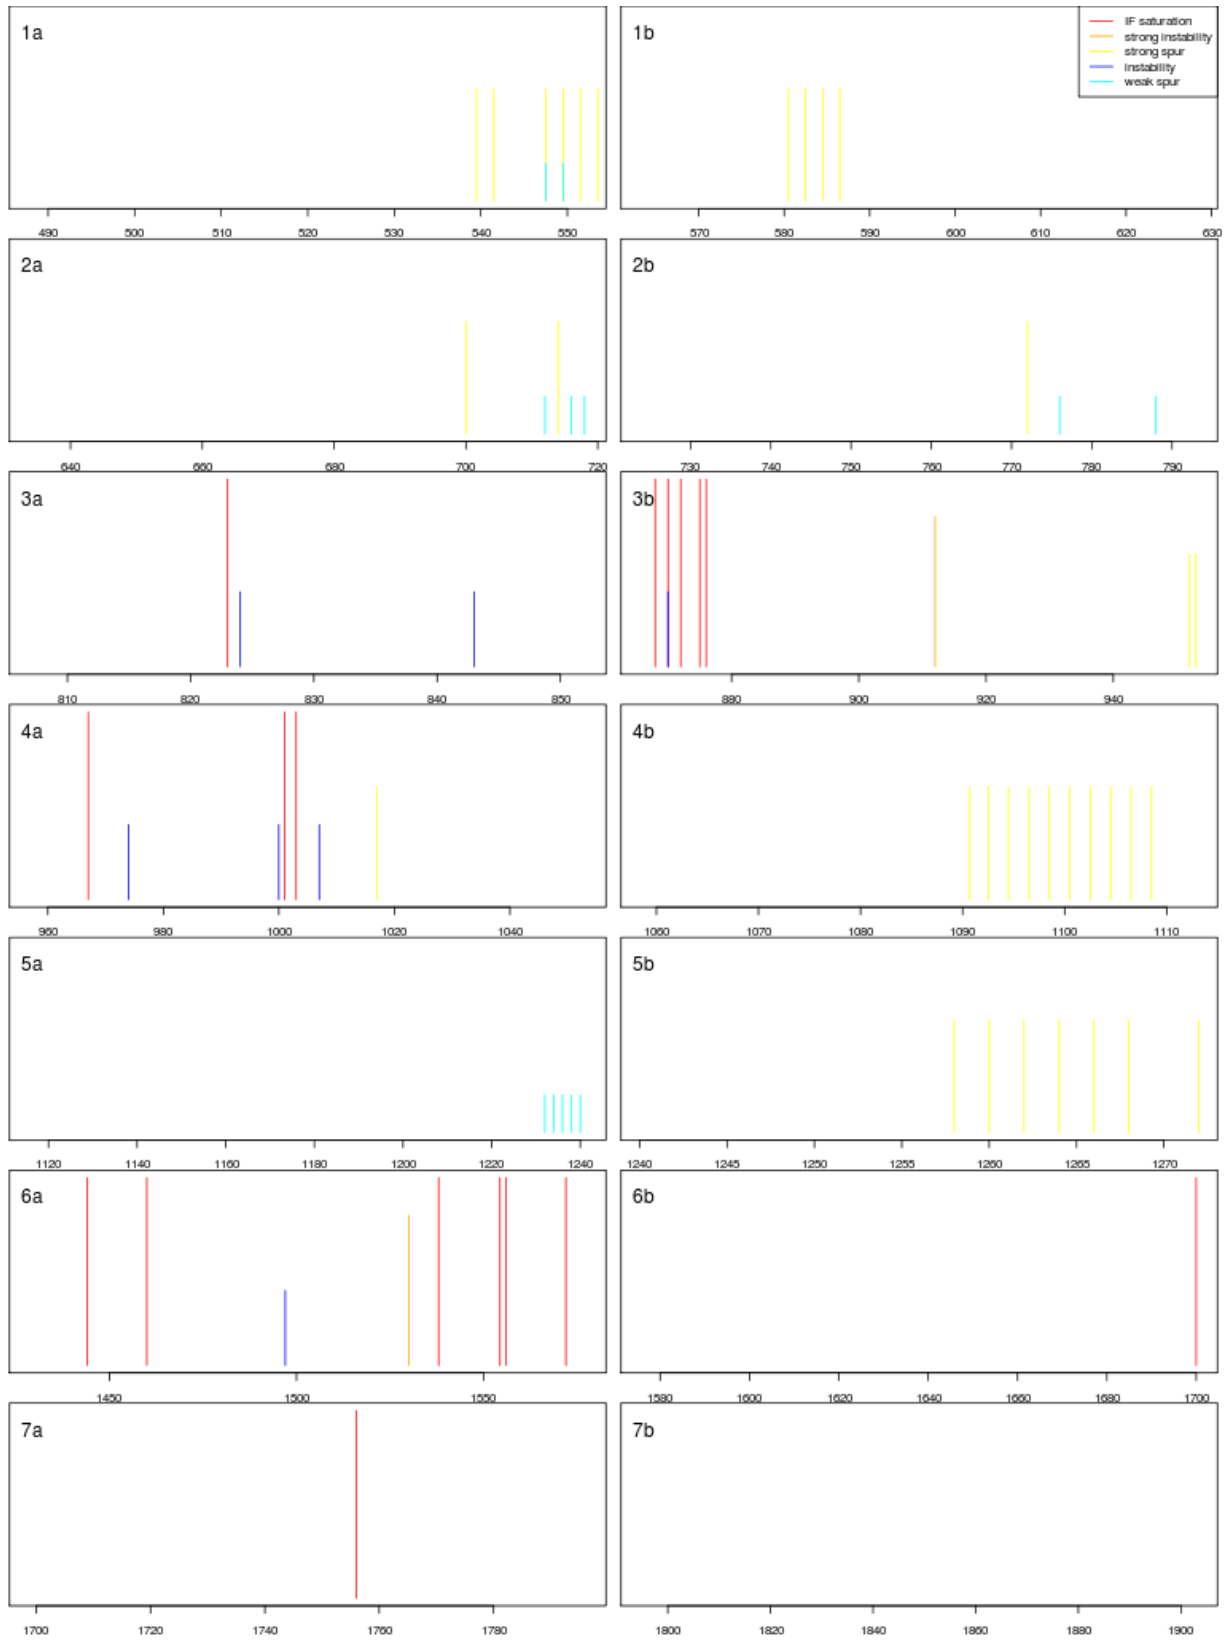 1a
490 500 510 520 530 540 550
1b
IF saturation
strong instability
strong spur
instability
weak spur
570 580 590 600 610 620 630
2a
640 660 680 700 720
2b
730 740 750 760 770 780 790
3a
810 820 830 840 850
3b
880 900 920 940
4a
960 980 1000 1020 1040
4b
1060 1070 1080 1090 1100 1110
5a
1120 1140 1160 1180 1200 1220 1240
5b
1240 1245 1250 1255 1260 1265 1270
6a
1450 1500 1550
6b
1580 1600 1620 1640 1660 1680 1700
7a
1700 1720 1740 1760 1780
7b
1800 1820 1840 1860 1880 1900